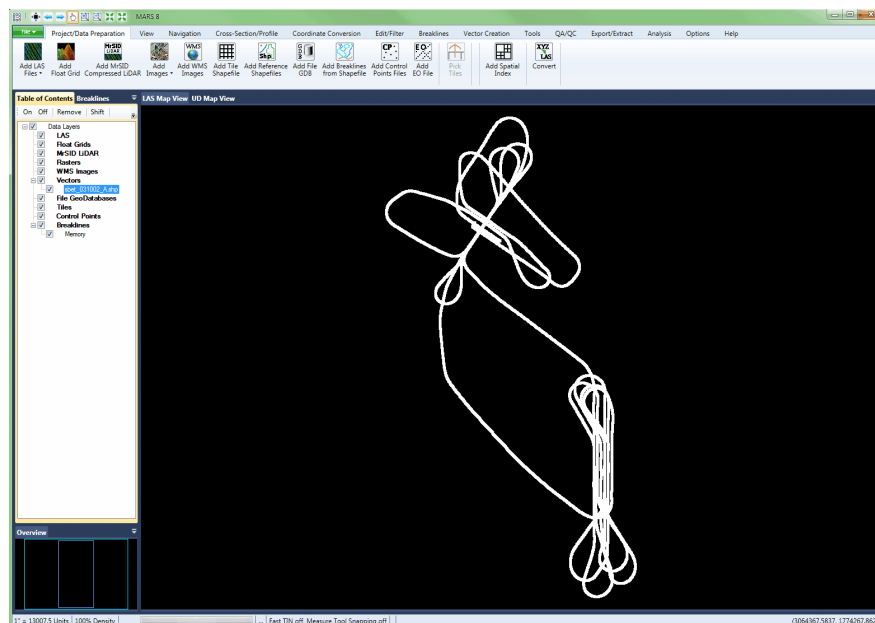 MARS 8
File Project/Data Preparation View Navigation Cross-Section/Profile Coordinate Conversion Edit/Filter Breaklines Vector Creation Tools QA/QC Export/Extract Analysis Options Help
Add LAS Files Add Float Grid Add MrSID Compressed LiDAR Add Images Add WMS Images Add Tile Shapefile Add Reference Shapefiles Add File GDB Add Breaklines from Shapefile Add Control Points Files Add EO File Pick Tiles Add Spatial Index Convert
Table of Contents Breaklines LAS Map View UD Map View
On Off Remove Shift
Data Layers
LAS
Float Grids
MrSID LiDAR
Rasters
WMS Images
Vectors
sbet_031002_A.shp
File GeoDatabases
Tiles
Control Points
Breaklines
Memory
Overview
1" = 13007.5 Units 100% Density ... Fast TIN off, Measure Tool Snapping off (3064367.5837, 1774267.862